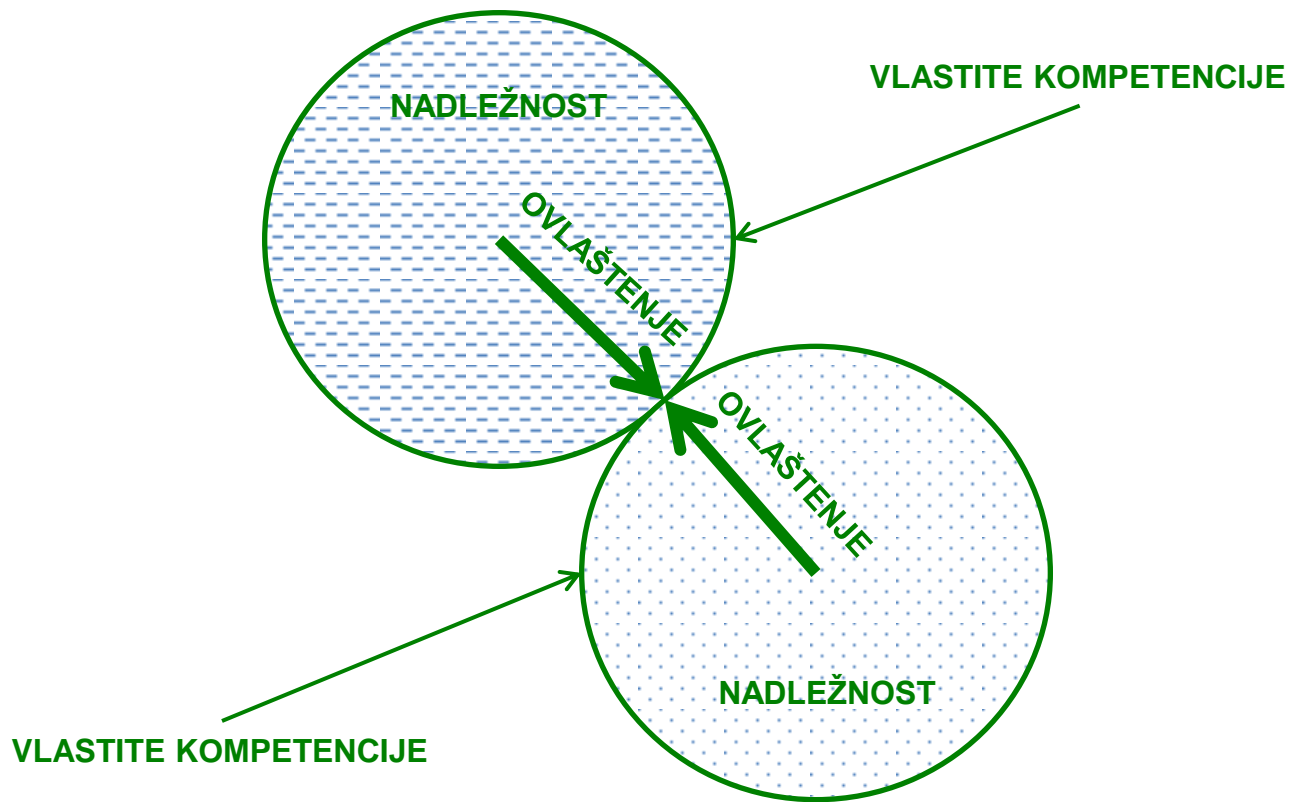 VLASTITE KOMPETENCIJE
NADLEŽNOST
OVLAŠTENJE
OVLAŠTENJE
NADLEŽNOST
VLASTITE KOMPETENCIJE